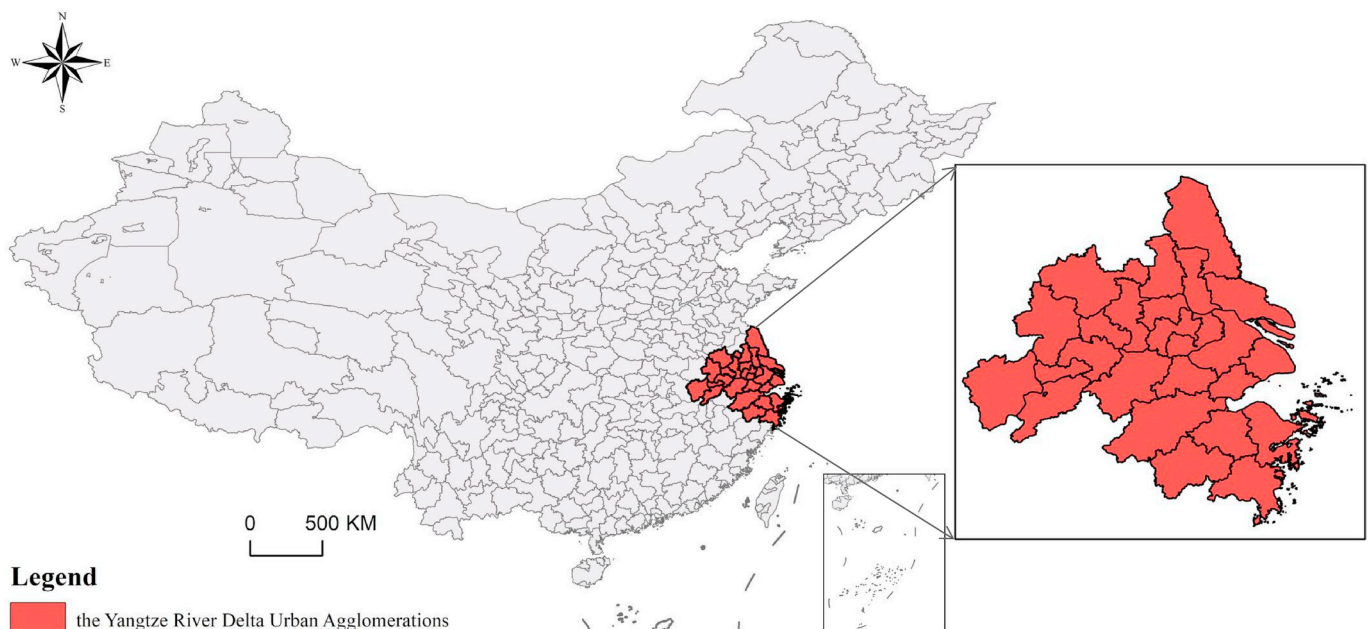 N
W E
S
0 500 KM
Legend
the Yangtze River Delta Urban Agglomerations